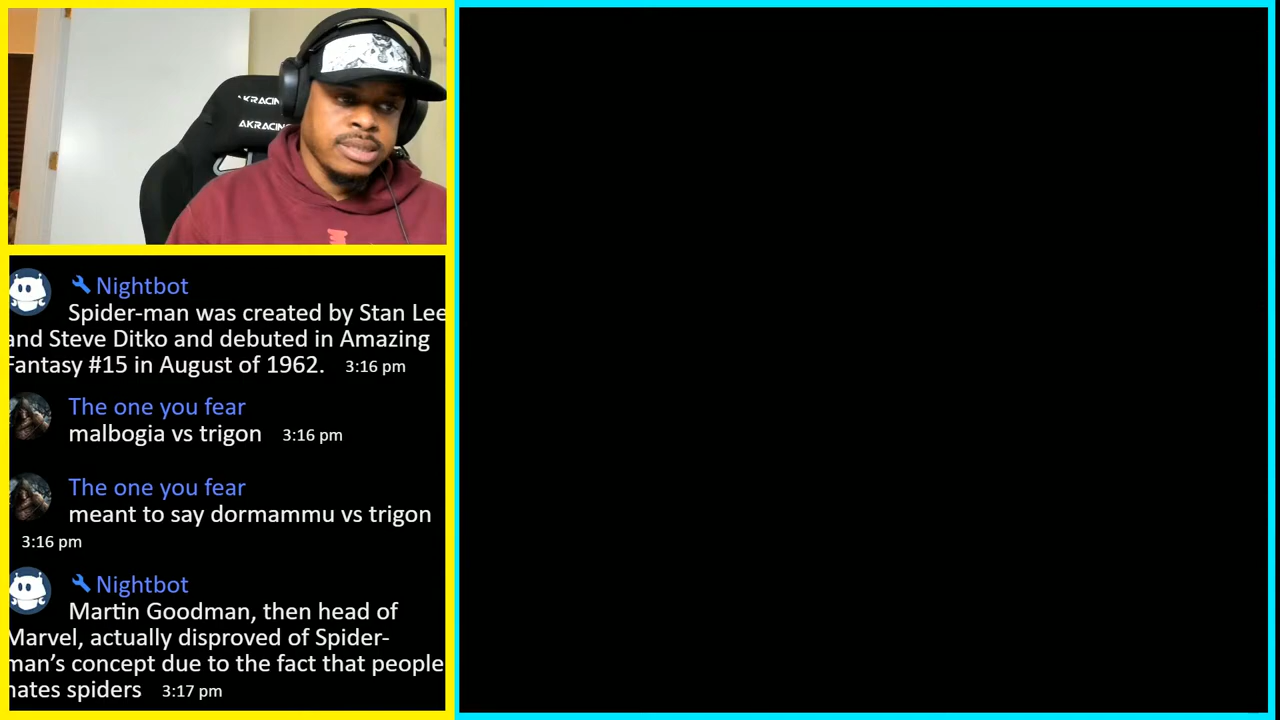 AKRACING
AKRACING
Nightbot
Spider-man was created by Stan Lee
and Steve Ditko and debuted in Amazing
Fantasy #15 in August of 1962. 3:16 pm
The one you fear
malbogia vs trigon 3:16 pm
The one you fear
meant to say dormammu vs trigon
3:16 pm
Nightbot
Martin Goodman, then head of
Marvel, actually disproved of Spider-
man's concept due to the fact that people
hates spiders 3:17 pm